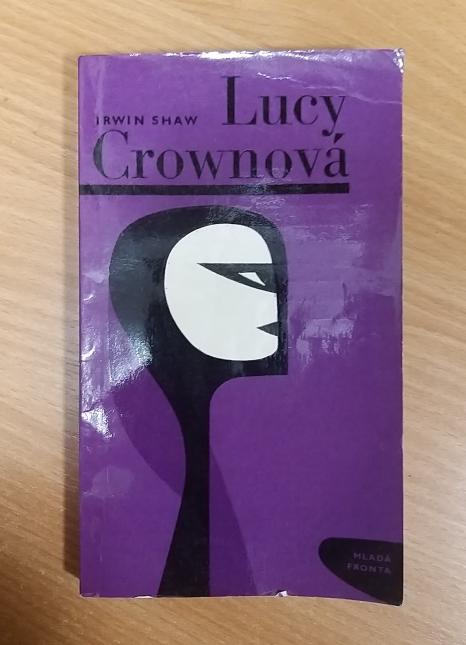 IRWIN SHAW Lucy
Crownová
MLADÁ
FRONTA